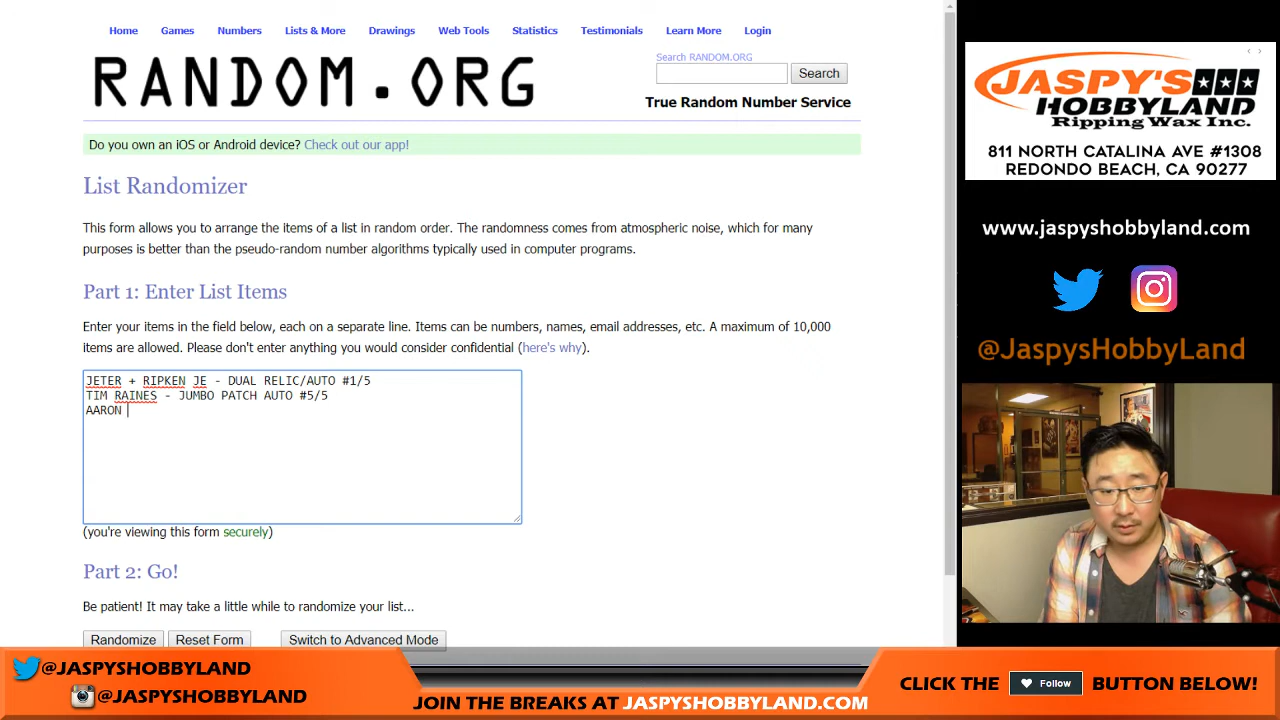 Home Games Numbers Lists & More Drawings Web Tools Statistics Testimonials Learn More Login
RANDOM.ORG
Search RANDOM.ORG
Search
True Random Number Service
Do you own an iOS or Android device? Check out our app!
List Randomizer
This form allows you to arrange the items of a list in random order. The randomness comes from atmospheric noise, which for many
purposes is better than the pseudo-random number algorithms typically used in computer programs.
Part 1: Enter List Items
Enter your items in the field below, each on a separate line. Items can be numbers, names, email addresses, etc. A maximum of 10,000
items are allowed. Please don't enter anything you would consider confidential (here's why).
JETER + RIPKEN JE - DUAL RELIC/AUTO #1/5
TIM RAINES - JUMBO PATCH AUTO #5/5
AARON
(you're viewing this form securely)
Part 2: Go!
Be patient! It may take a little while to randomize your list...
Randomize Reset Form Switch to Advanced Mode
JASPY'S
HOBBYLAND
Ripping Wax Inc.
811 NORTH CATALINA AVE #1308
REDONDO BEACH, CA 90277
www.jaspyshobbyland.com
@JaspysHobbyLand
@JASPYSHOBBYLAND
@JASPYSHOBBYLAND
JOIN THE BREAKS AT JASPYSHOBBYLAND.COM
CLICK THE Follow BUTTON BELOW!